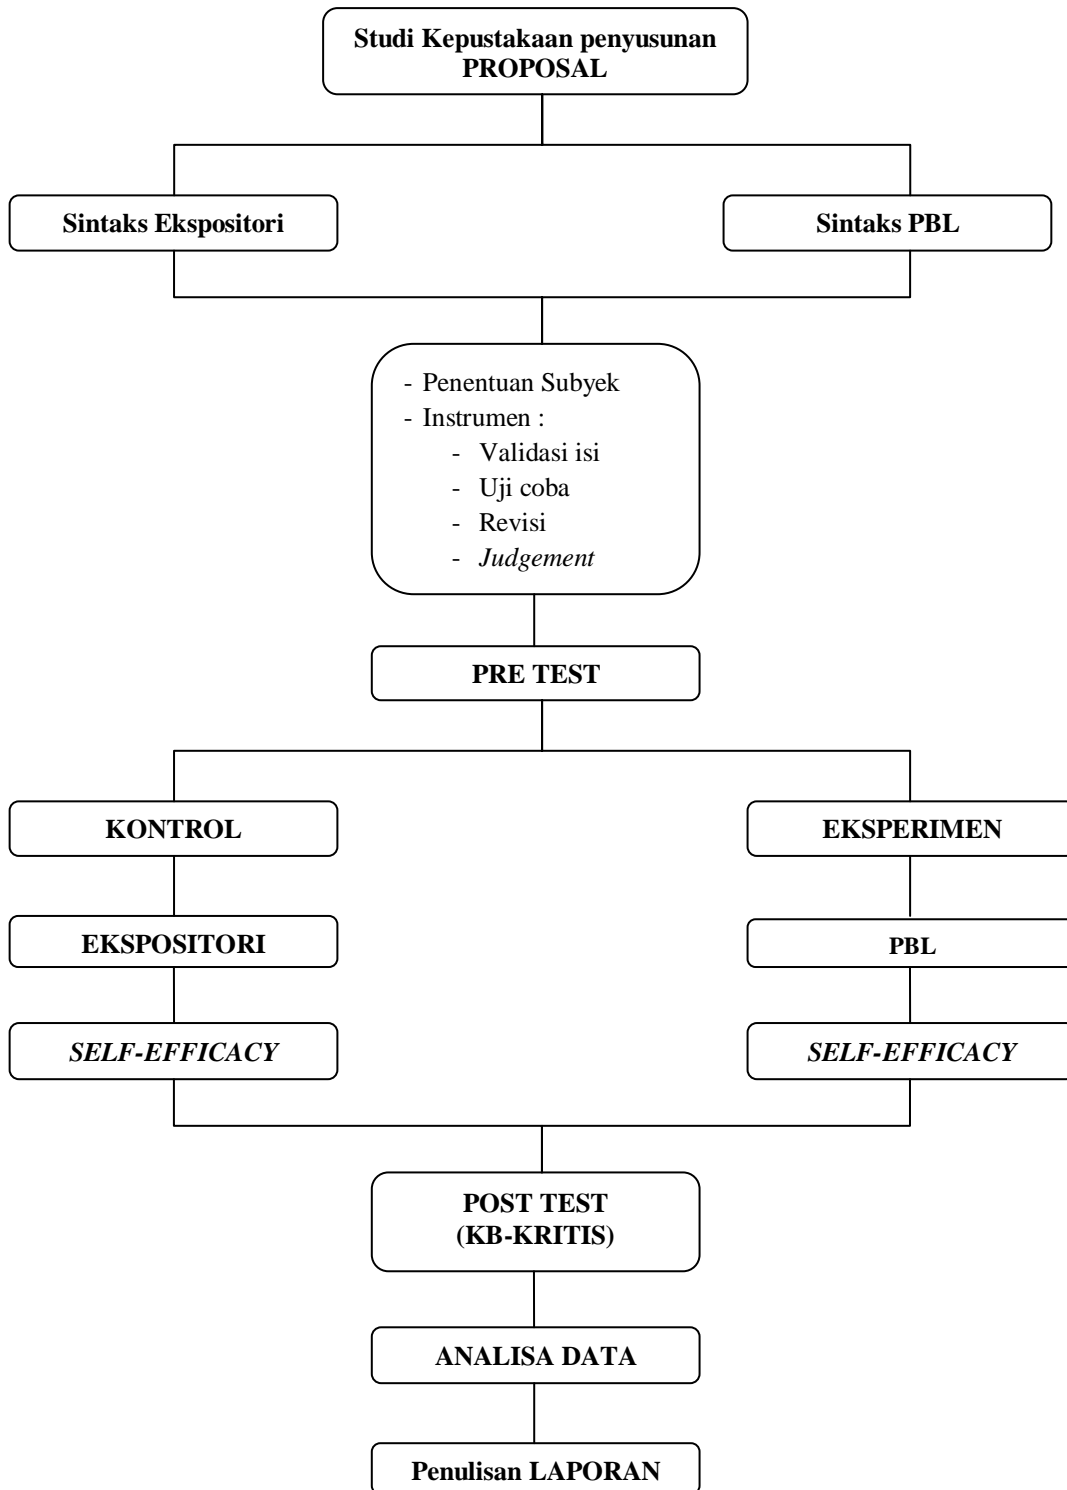 Studi Kepustakaan penyusunan
PROPOSAL
Sintaks Ekspositori
Sintaks PBL
- Penentuan Subyek
- Instrumen :
- Validasi isi
- Uji coba
- Revisi
- Judgement
PRE TEST
KONTROL
EKSPERIMEN
EKSPOSITORI
PBL
SELF-EFFICACY
SELF-EFFICACY
POST TEST
(KB-KRITIS)
ANALISA DATA
Penulisan LAPORAN